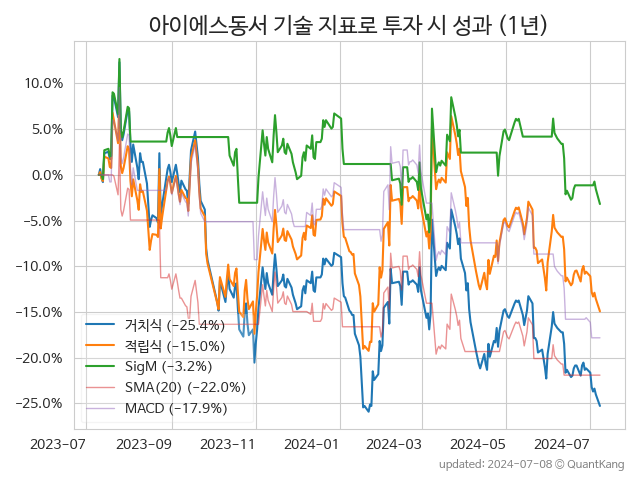 아이에스동서 기술 지표로 투자 시 성과 (1년)
10.0%
5.0%
0.0%
−5.0%
−10.0%
−15.0%
−20.0%
−25.0%
거치식 (−25.4%)
적립식 (−15.0%)
SigM (−3.2%)
SMA(20) (−22.0%)
MACD (−17.9%)
2023-07
2023-09
2023-11
2024-01
2024-03
2024-05
2024-07
updated: 2024-07-08 ⓒ QuantKang